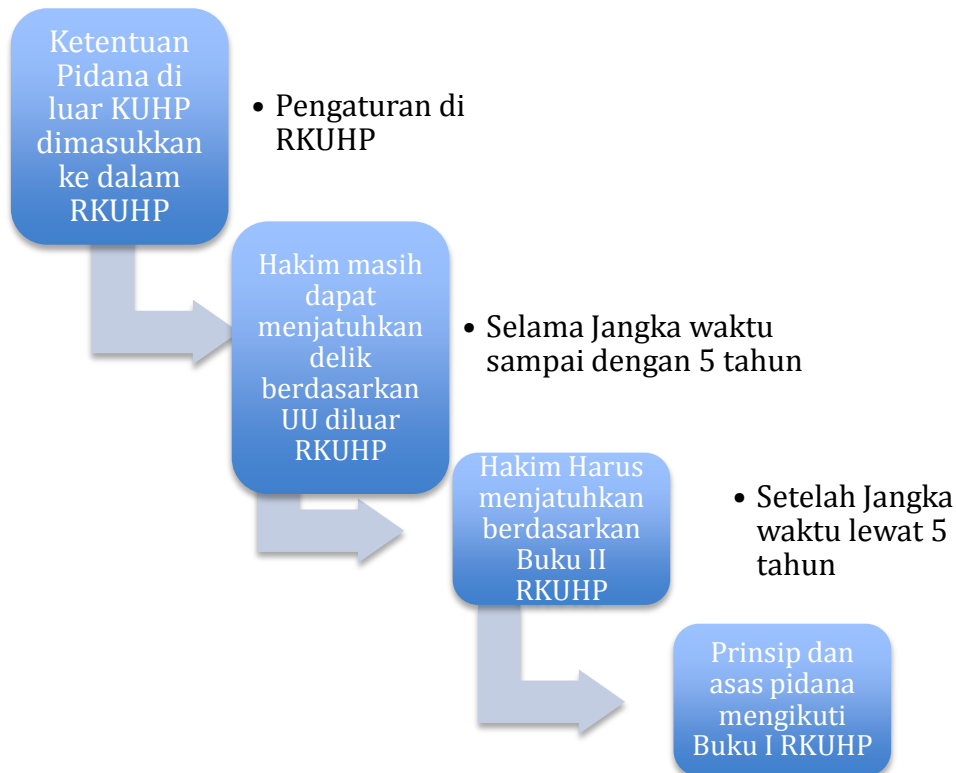 Ketentuan
Pidana di
luar KUHP
dimasukkan
ke dalam
RKUHP
• Pengaturan di
RKUHP
Hakim masih
dapat
menjatuhkan
delik
berdasarkan
UU diluar
RKUHP
• Selama Jangka waktu
sampai dengan 5 tahun
Hakim Harus
menjatuhkan
berdasarkan
Buku II
RKUHP
• Setelah Jangka
waktu lewat 5
tahun
Prinsip dan
asas pidana
mengikuti
Buku I RKUHP